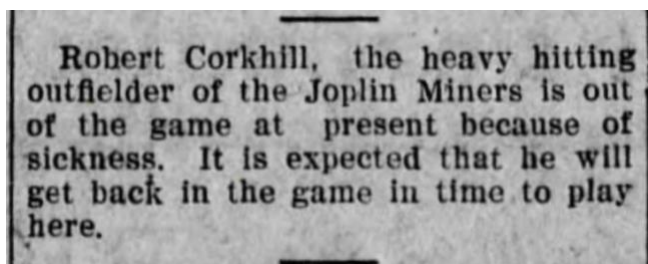 Robert Corkhill, the heavy hitting
outfielder of the Joplin Miners is out
of the game at present because of
sickness. It is expected that he will
get back in the game in time to play
here.